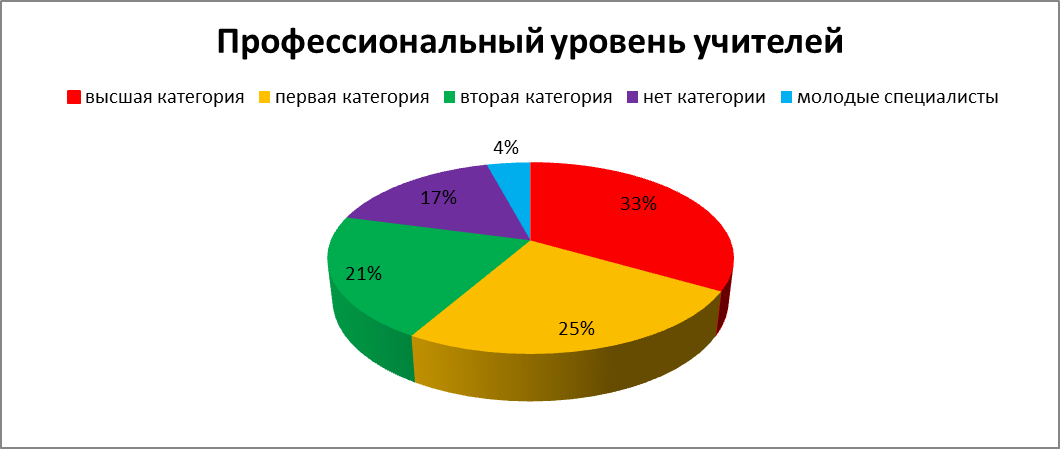 Профессиональный уровень учителей
высшая категория первая категория вторая категория нет категории молодые специалисты
4%
17%
33%
21%
25%